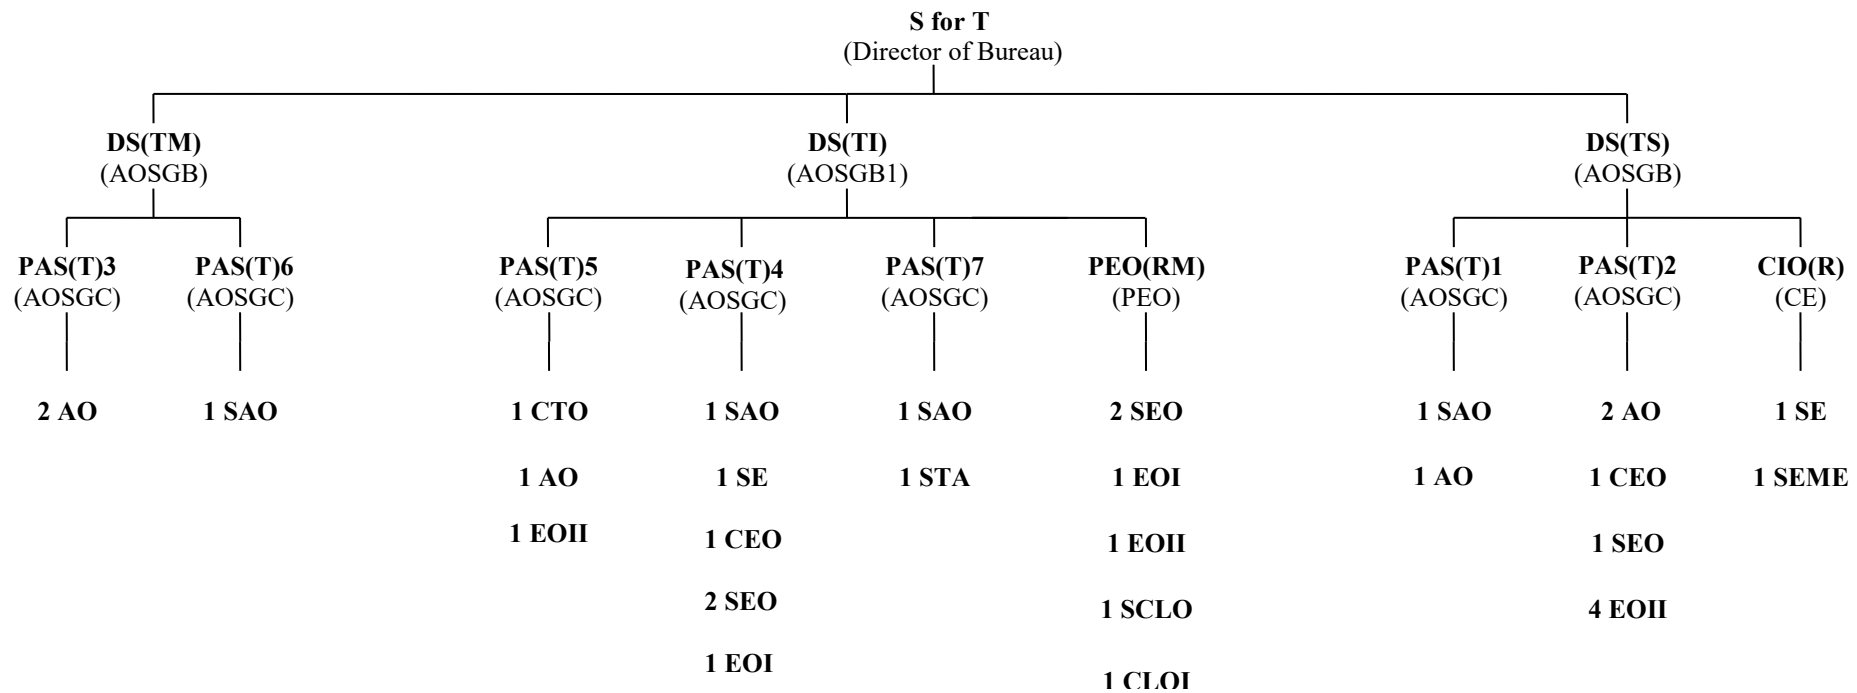 S for T
(Director of Bureau)
DS(TM)
(AOSGB)
DS(TI)
(AOSGB1)
DS(TS)
(AOSGB)
PAS(T)3
(AOSGC)
PAS(T)6
(AOSGC)
PAS(T)5
(AOSGC)
PAS(T)4
(AOSGC)
PAS(T)7
(AOSGC)
PEO(RM)
(PEO)
PAS(T)1
(AOSGC)
PAS(T)2
(AOSGC)
CIO(R)
(CE)
2 AO
1 SAO
1 CTO
1 AO
1 EOII
1 SAO
1 SE
1 CEO
2 SEO
1 EOI
1 SAO
1 STA
2 SEO
1 EOI
1 EOII
1 SCLO
1 CLOI
1 SAO
1 AO
2 AO
1 CEO
1 SEO
4 EOII
1 SE
1 SEME